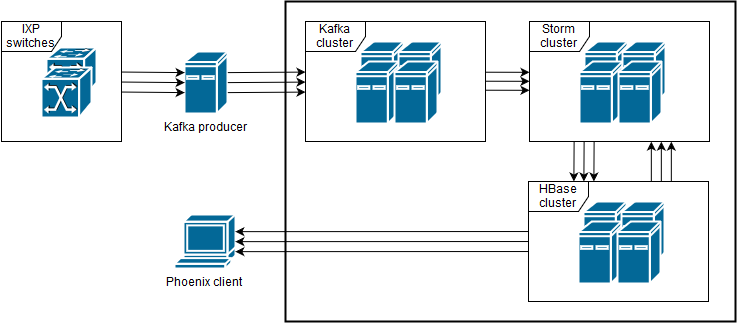 IXP
switches
Kafka producer
Kafka
cluster
Storm
cluster
HBase
cluster
Phoenix client